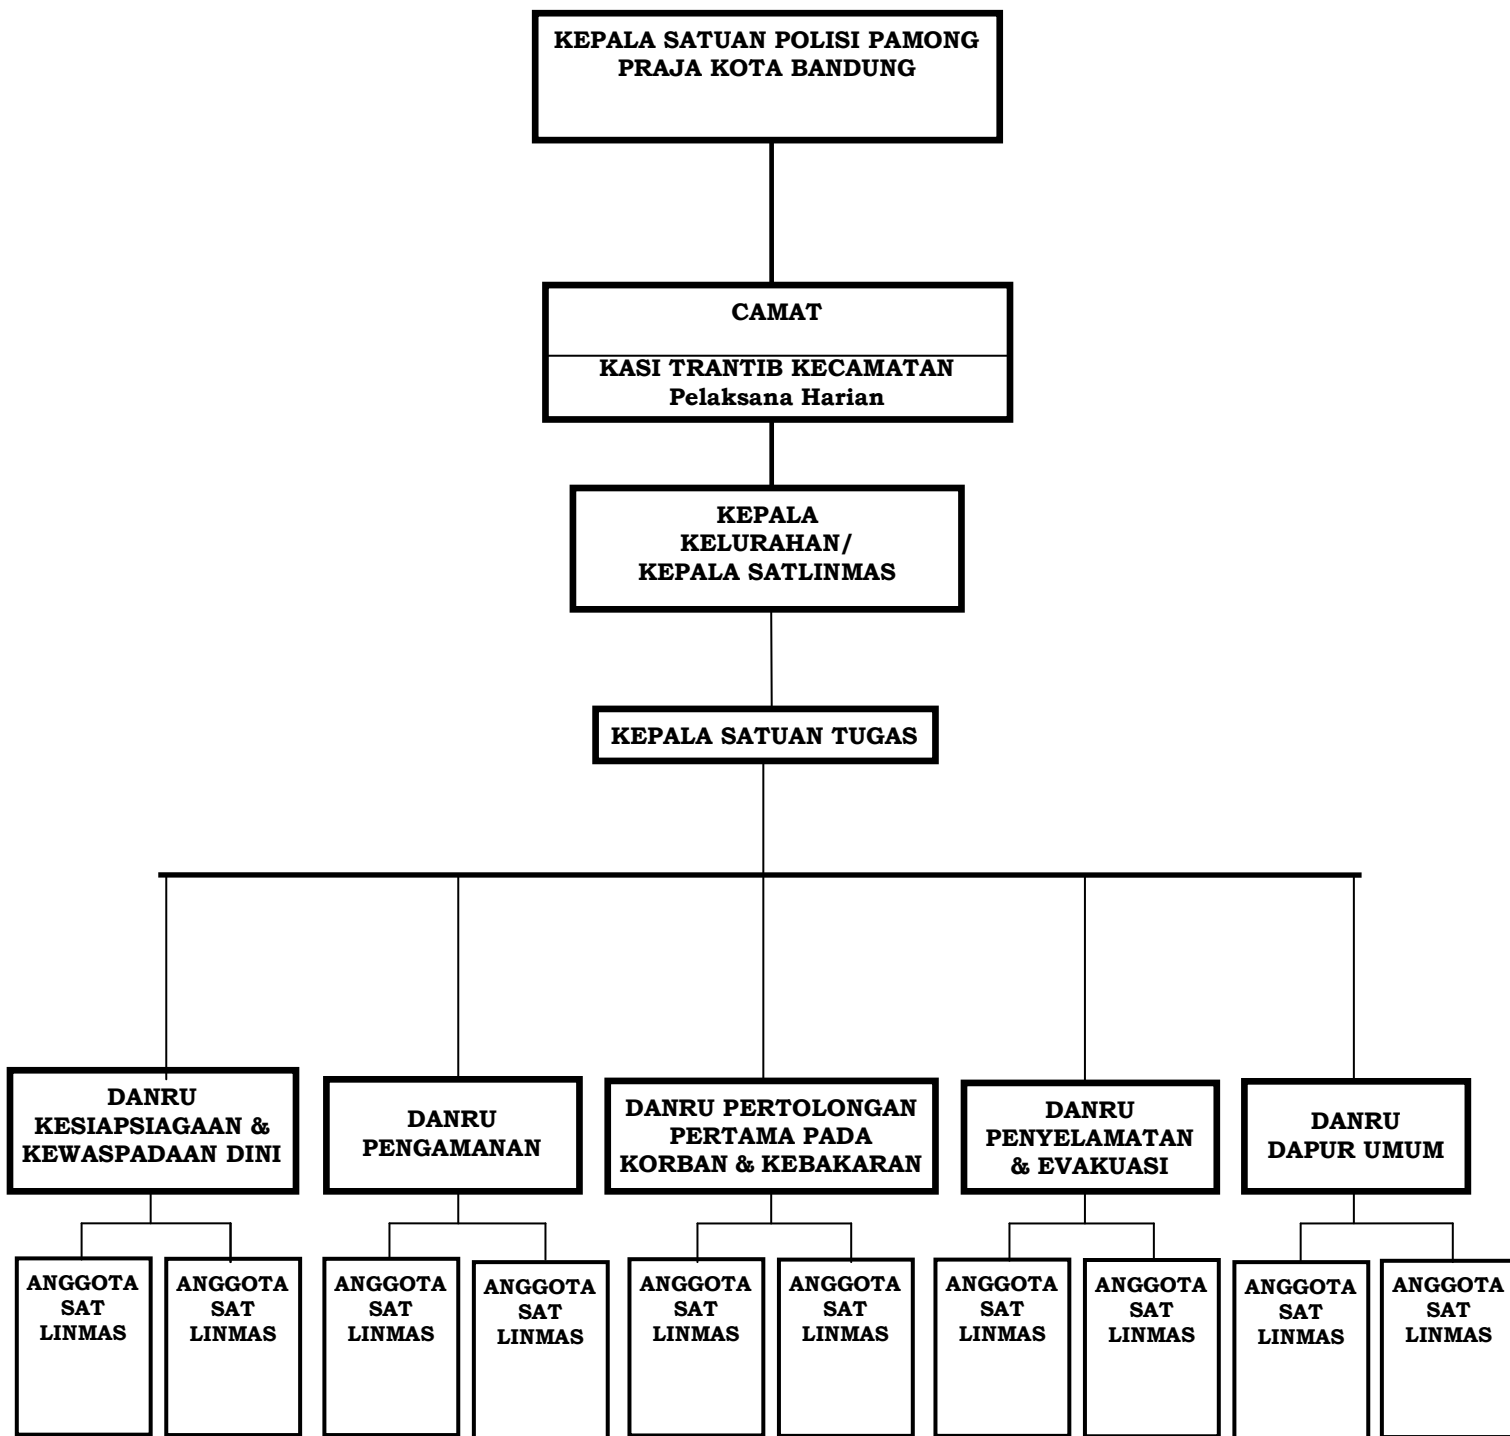 KEPALA SATUAN POLISI PAMONG
PRAJA KOTA BANDUNG
CAMAT
KASI TRANTIB KECAMATAN
Pelaksana Harian
KEPALA
KELURAHAN/
KEPALA SATLINMAS
KEPALA SATUAN TUGAS
DANRU
KESIAPSIAGAAN &
KEWASPADAAN DINI
DANRU
PENGAMANAN
DANRU PERTOLONGAN
PERTAMA PADA
KORBAN & KEBAKARAN
DANRU
PENYELAMATAN
& EVAKUASI
DANRU
DAPUR UMUM
ANGGOTA
SAT
LINMAS
ANGGOTA
SAT
LINMAS
ANGGOTA
SAT
LINMAS
ANGGOTA
SAT
LINMAS
ANGGOTA
SAT
LINMAS
ANGGOTA
SAT
LINMAS
ANGGOTA
SAT
LINMAS
ANGGOTA
SAT
LINMAS
ANGGOTA
SAT
LINMAS
ANGGOTA
SAT
LINMAS